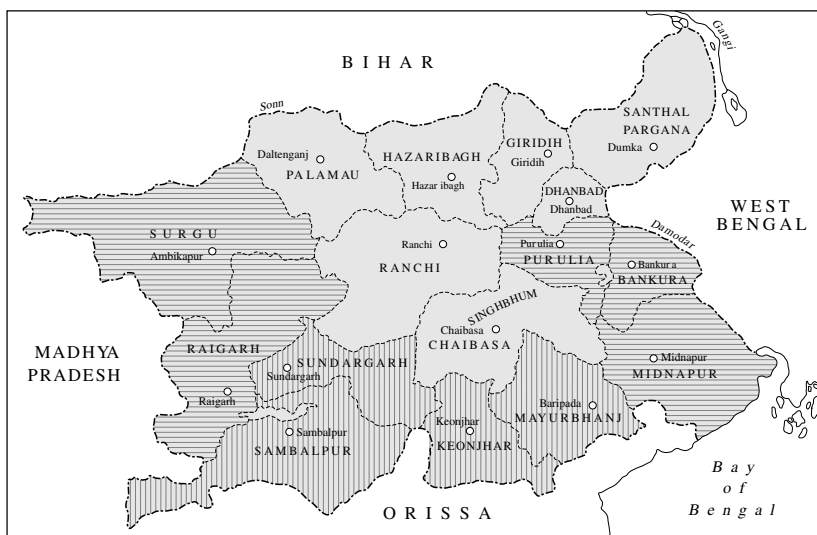 Gangi
BIHAR
Sonn
SANTHAL
PARGANA
Dumka
GIRIDIH
Giridih
HAZARIBAGH
Hazar ibagh
Daltenganj
PALAMAU
DHANBAD
Dhanbad
WEST
BENGAL
Damodar
SURGU
Ambikapur
Ranchi
RANCHI
Purulia
PURULIA
Bankura
BANKURA
SINGHBHUM
Chaibasa
CHAIBASA
MADHYA
PRADESH
RAIGARH
Raigarh
SUNDARGARH
Sundargarh
Midnapur
MIDNAPUR
Baripada
MAYURBHANJ
Keonjhar
KEONJHAR
Sambalpur
SAMBALPUR
ORISSA
Bay
of
Bengal